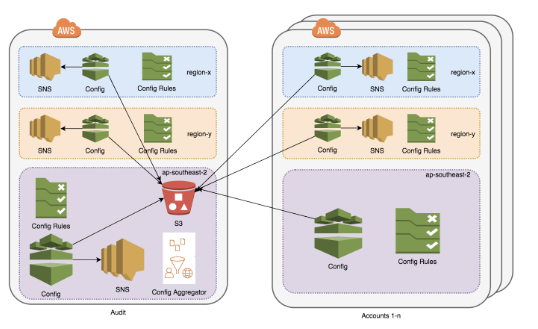 AWS
SNS
Config
Config Rules
region-x
SNS
Config
Config Rules
region-y
ap-southeast-2
Config Rules
S3
Config
SNS
Config Aggregator
Audit
AWS
Config
SNS
Config Rules
region-x
Config
SNS
Config Rules
region-y
ap-southeast-2
Config
Config Rules
Accounts 1-n